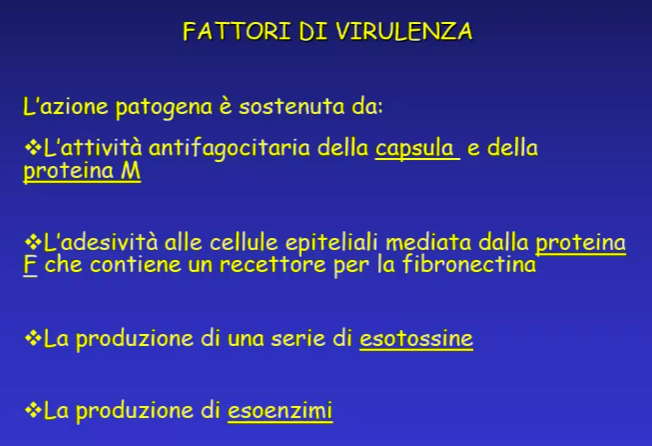 FATTORI DI VIRULENZA
L'azione patogena è sostenuta da:
❖L'attività antifagocitaria della capsula e della
proteina M
❖L'adesività alle cellule epiteliali mediata dalla proteina
F che contiene un recettore per la fibronectina
❖La produzione di una serie di esotossine
❖La produzione di esoenzimi